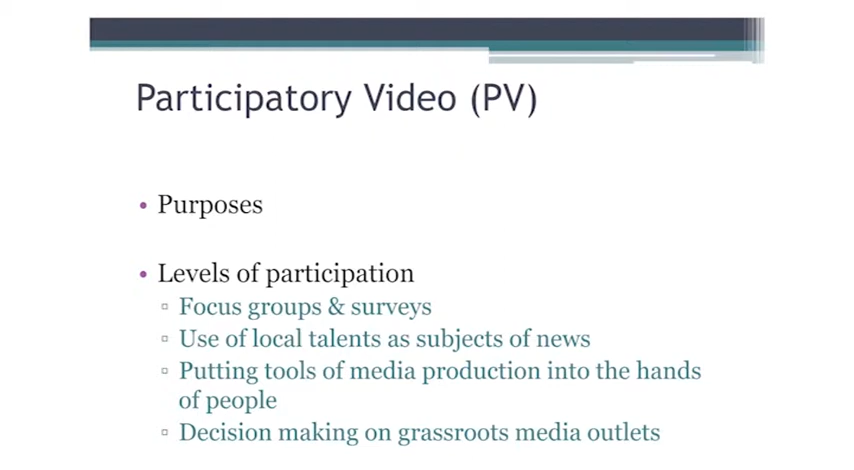 Participatory Video (PV)
• Purposes
• Levels of participation
▫ Focus groups & surveys
▫ Use of local talents as subjects of news
▫ Putting tools of media production into the hands
of people
▫ Decision making on grassroots media outlets